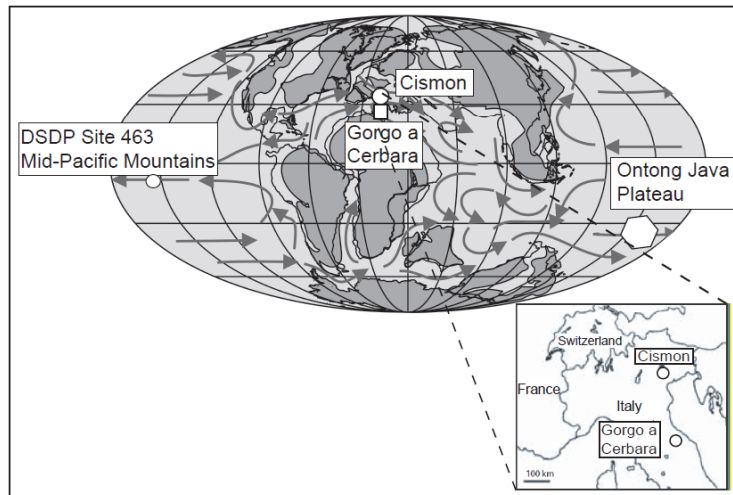 Cismon
DSDP Site 463
Mid-Pacific Mountains
Gorgo a
Cerbara
Ontong Java
Plateau
Switzerland
Cismon
France
Italy
Gorgo a
Cerbara
100 km